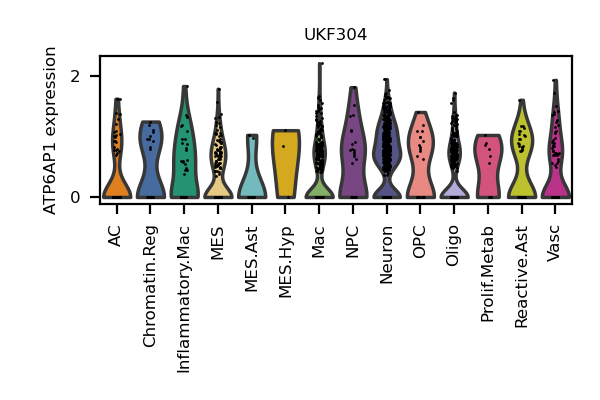 UKF304
ATP6AP1 expression
2
0
AC
Chromatin.Reg
Inflammatory.Mac
MES
MES.Ast
MES.Hyp
Mac
NPC
Neuron
OPC
Oligo
Prolif.Metab
Reactive.Ast
Vasc